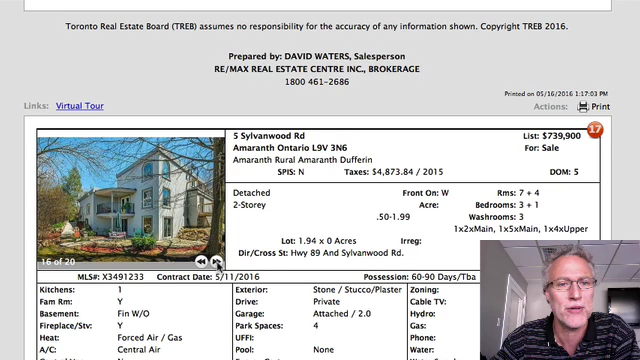 Toronto Real Estate Board (TREB) assumes no responsibility for the accuracy of any information shown. Copyright TREB 2016.
Prepared by: DAVID WATERS, Salesperson
RE/MAX REAL ESTATE CENTRE INC., BROKERAGE
1800 461-2686
Printed on 05/16/2016 1:17:03 PM
Links: Virtual Tour Actions: Print
17
5 Sylvanwood Rd List: $739,900
Amaranth Ontario L9V 3N6 For: Sale
Amaranth Rural Amaranth Dufferin
SPIS: N Taxes: $4,873.84 / 2015 DOM: 5
Detached Front On: W Rms: 7 + 4
2-Storey Acre: Bedrooms: 3 + 1
.50-1.99 Washrooms: 3
1x2xMain, 1x5xMain, 1x4xUpper
Lot: 1.94 x 0 Acres Irreg:
Dir/Cross St: Hwy 89 And Sylvanwood Rd.
16 of 20
MLS#: X3491233 Contract Date: 5/11/2016 Possession: 60-90 Days/Tba
Kitchens: 1 Exterior: Stone / Stucco/Plaster Zoning:
Fam Rm: Y Drive: Private Cable TV:
Basement: Fin W/O Garage: Attached / 2.0 Hydro:
Fireplace/Stv: Y Park Spaces: 4 Gas:
Heat: Forced Air / Gas UFFI: Phone:
A/C: Central Air Pool: None Water: